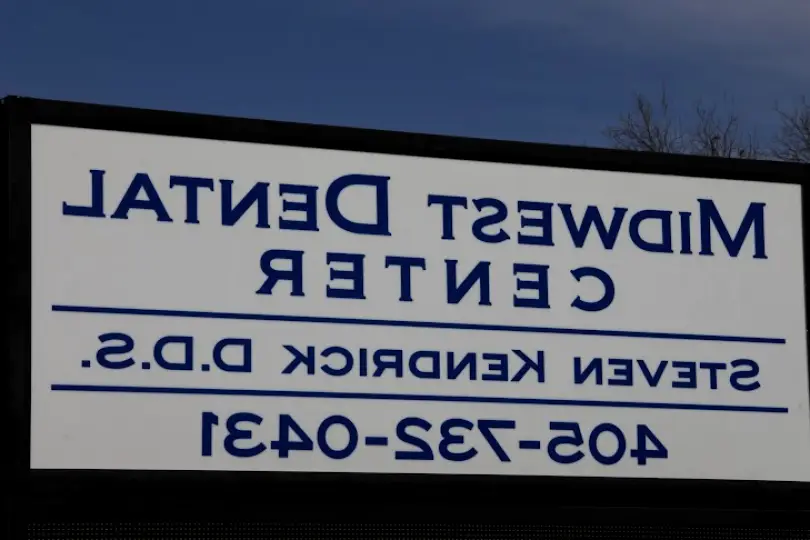 MIDWEST DENTAL
CENTER
STEVEN KENDRICK D.D.S.
405-732-0431